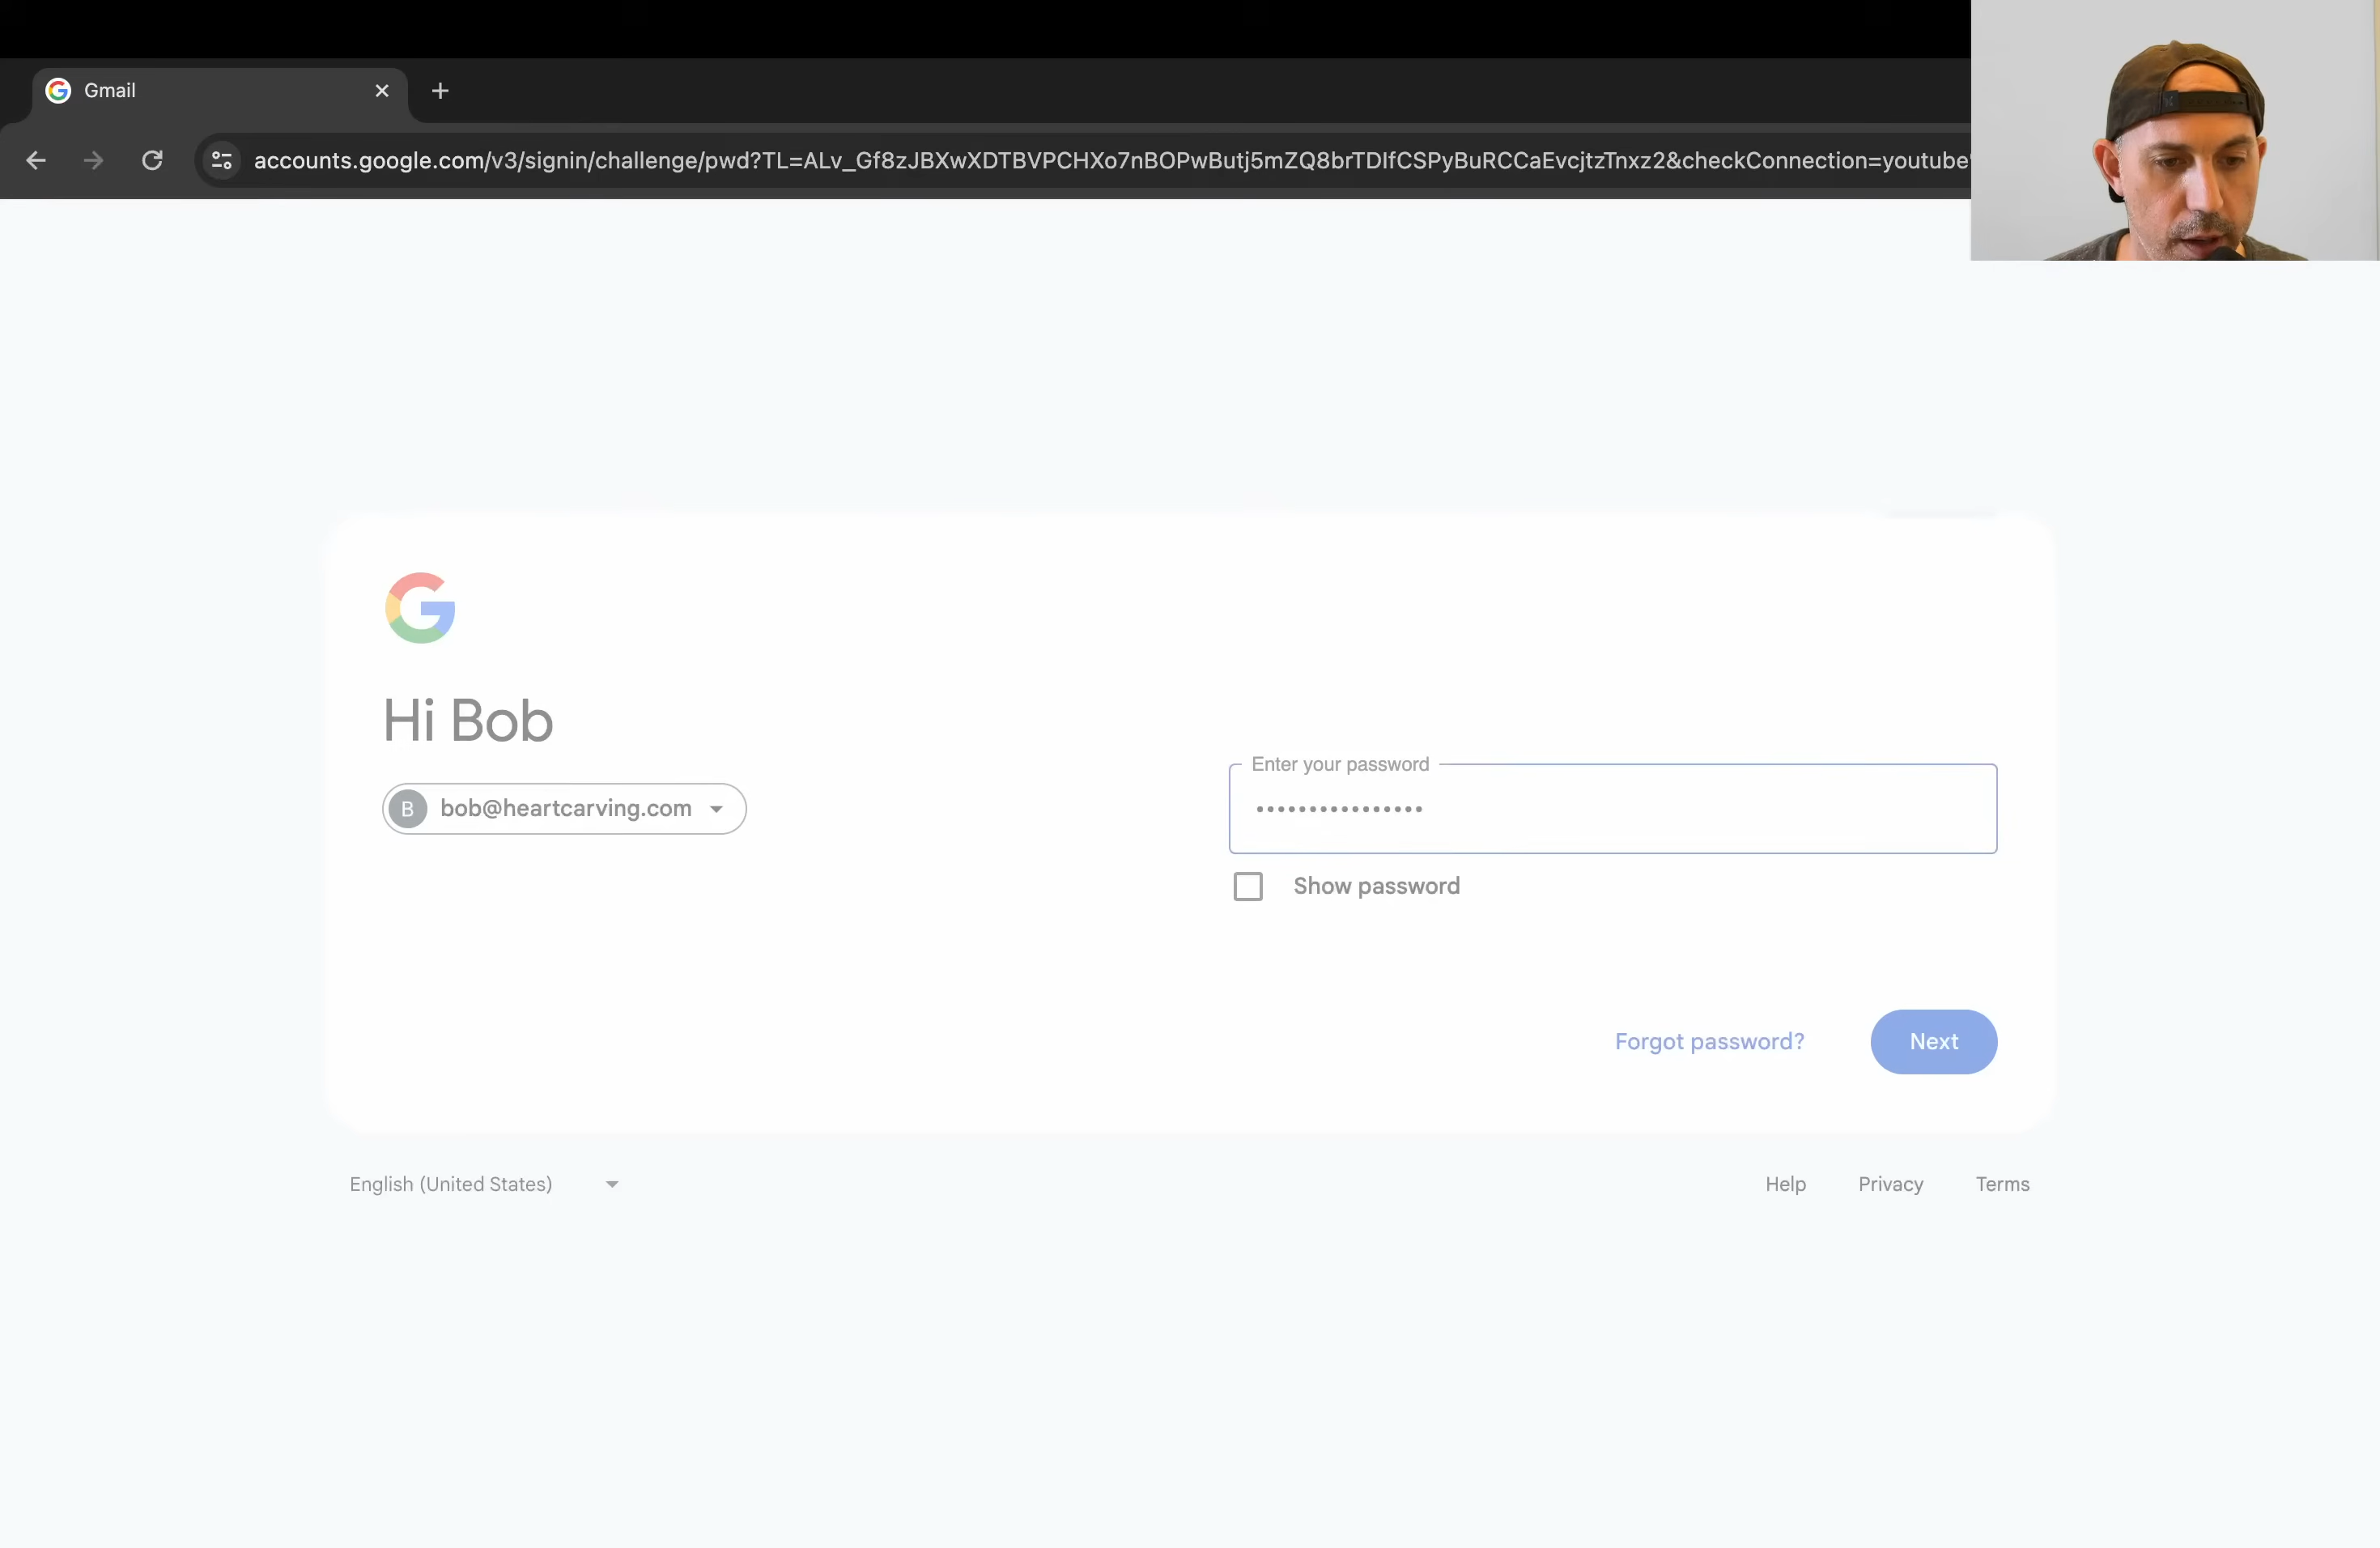 Gmail
accounts.google.com/v3/signin/challenge/pwd?TL=ALv_Gf8zJBXwXDTBVPCHXo7nBOPwButj5mZQ8brTDIfCSPyBuRCCaEvcjtzTnxz2&checkConnection=youtube
Hi Bob
B bob@heartcarving.com
Enter your password
••••••••••••••••
Show password
Forgot password? Next
English (United States) Help Privacy Terms